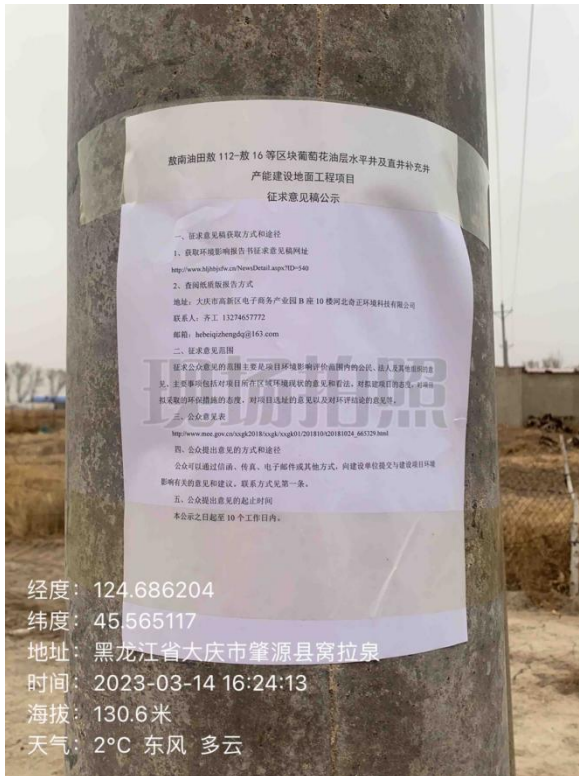 敖南油田敖 112-敖 16 等区块葡萄花油层水平井及直井补充井
产能建设地面工程项目
征求意见稿公示
一、征求意见稿获取方式和途径
1、获取环境影响报告书征求意见稿网址
http://www.hljhbjsfw.cn/NewsDetail.aspx?ID=540
2、查阅纸质版报告方式
地址：大庆市高新区电子商务产业园 B 座 10 楼河北奇正环境科技有限公司
联系人：齐工 13274657772
邮箱：hebeiqizhengdq@163.com
二、征求意见范围
征求公众意见的范围主要是项目环境影响评价范围内的公民、法人及其他组织的意
见。主要事项包括对项目所在区域环境现状的意见和看法、对拟建项目的态度、对项目
拟采取的环保措施的态度、对项目选址的意见以及对环评结论的意见等。
现场拍照
三、公众意见表
http://www.mee.gov.cn/xxgk2018/xxgk/xxgk01/201810/t20181024_665329.html
四、公众提出意见的方式和途径
公众可以通过信函、传真、电子邮件或其他方式，向建设单位提交与建设项目环境
影响有关的意见和建议。联系方式见第一条。
五、公众提出意见的起止时间
本公示之日起至 10 个工作日内。
经度：124.686204
纬度：45.565117
地址：黑龙江省大庆市肇源县窝拉泉
时间：2023-03-14 16:24:13
海拔：130.6米
天气：2°C 东风 多云